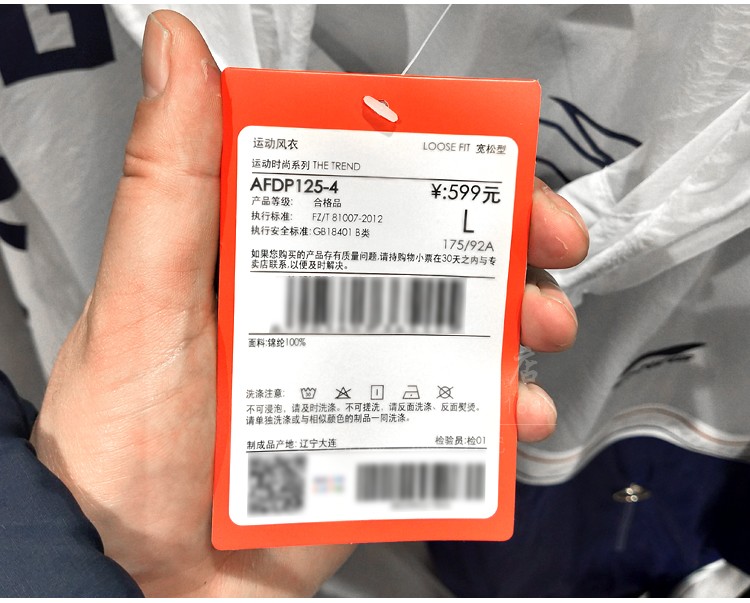 运动风衣 LOOSE FIT 宽松型
运动时尚系列 THE TREND
AFDP125-4 ¥:599元
产品等级: 合格品
执行标准: FZ/T 81007-2012 L
执行安全标准:GB18401 B类
175/92A
如果您购买的产品存有质量问题,请持购物小票在30天之内与专
卖店联系,以便及时解决。
面料:锦纶100%
洗涤注意:
不可浸泡，请及时洗涤。不可搓洗，请反面洗涤、反面熨烫。
请单独洗涤或与相似颜色的制品一同洗涤。
制成品产地: 辽宁大连 检验员:检01